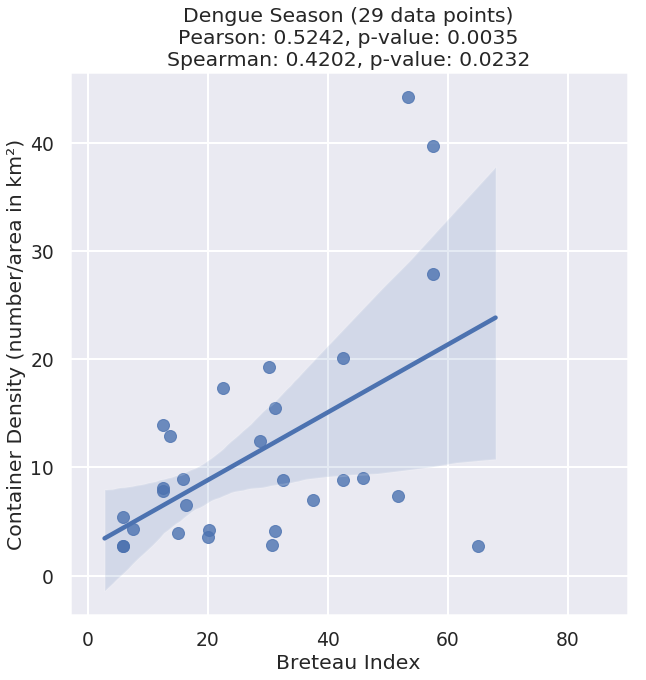 Dengue Season (29 data points)
Pearson: 0.5242, p-value: 0.0035
Spearman: 0.4202, p-value: 0.0232
Container Density (number/area in km²)
40
30
20
10
0
0 20 40 60 80
Breteau Index